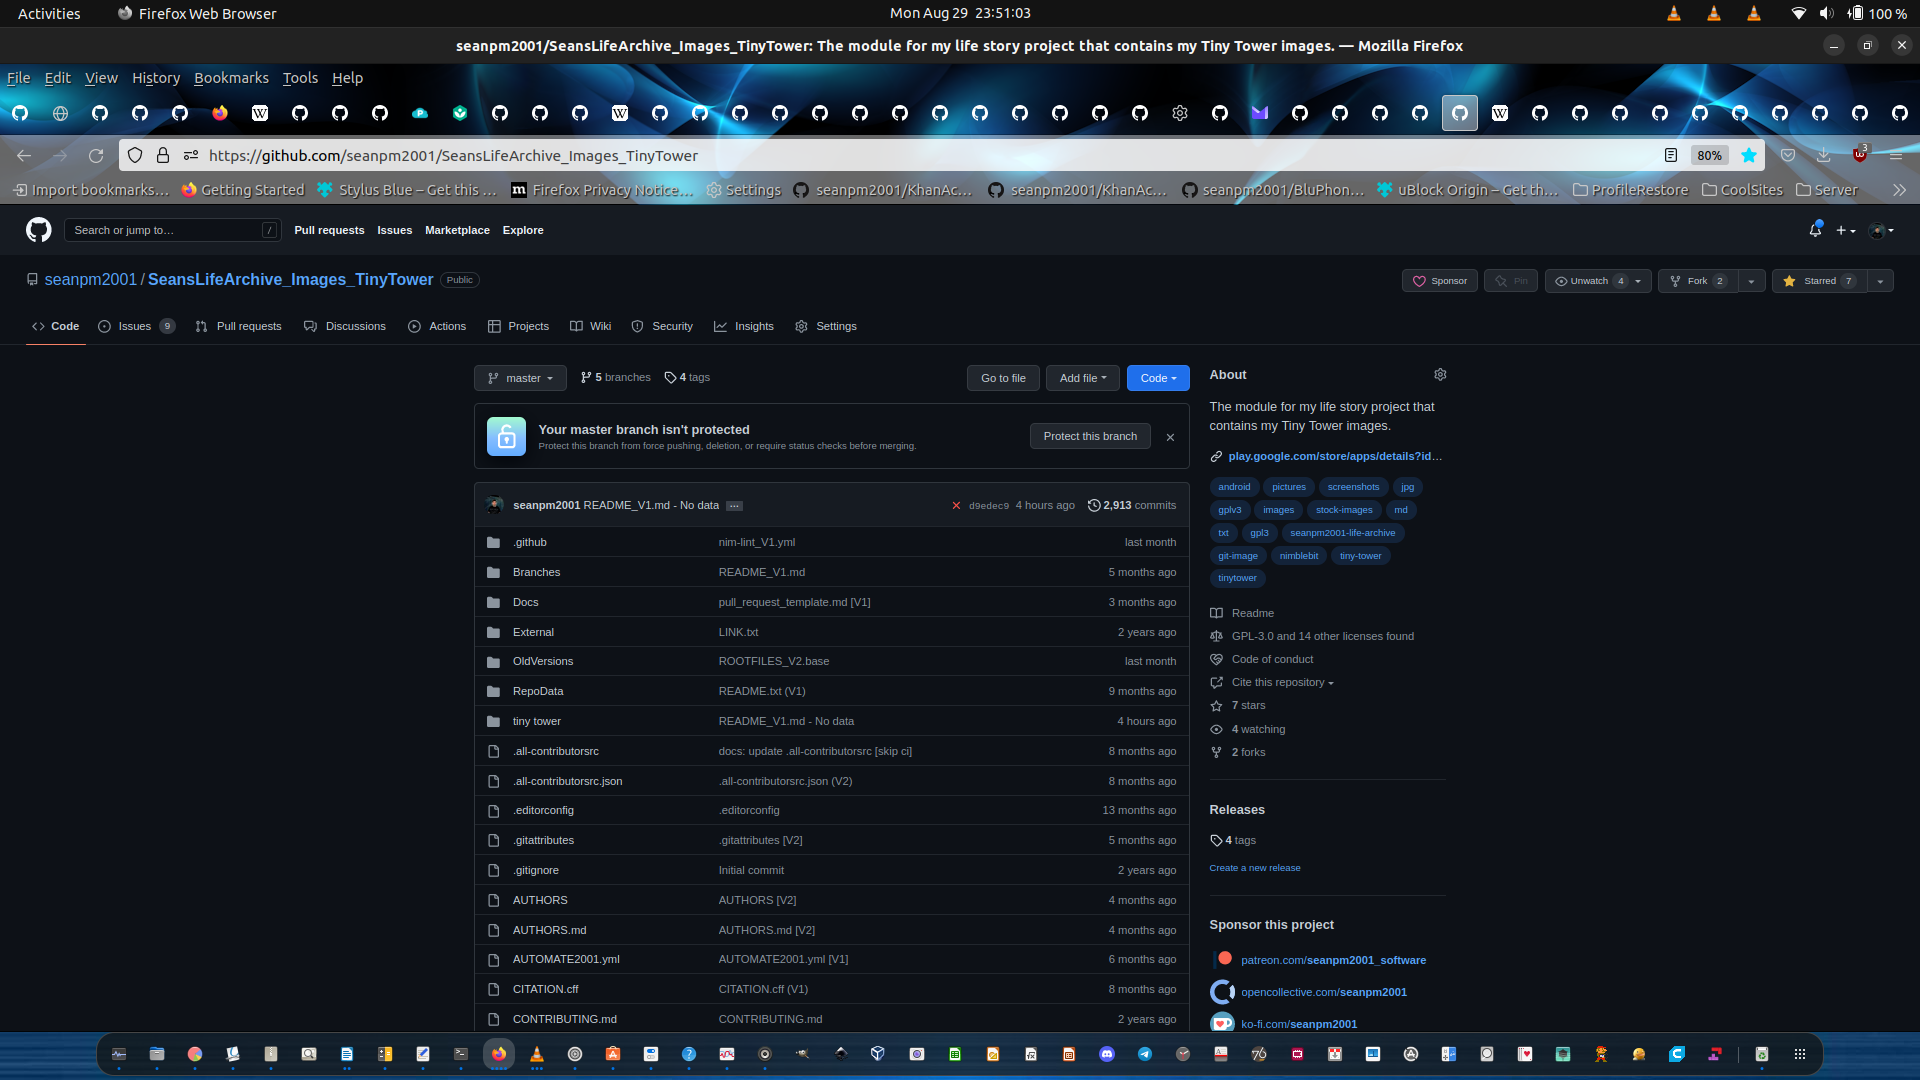 Activities
Firefox Web Browser
Mon Aug 29 23:51:03
100 %
seanpm2001/SeansLifeArchive_Images_TinyTower: The module for my life story project that contains my Tiny Tower images. — Mozilla Firefox
File Edit View History Bookmarks Tools Help
https://github.com/seanpm2001/SeansLifeArchive_Images_TinyTower
80%
3
Import bookmarks…
Getting Started
Stylus Blue – Get this …
Firefox Privacy Notice…
Settings
seanpm2001/KhanAc…
seanpm2001/KhanAc…
seanpm2001/BluPhon…
uBlock Origin – Get th…
ProfileRestore
CoolSites
Server
Search or jump to…
/
Pull requests
Issues
Marketplace
Explore
seanpm2001 / SeansLifeArchive_Images_TinyTower
Public
Sponsor
Pin
Unwatch 4
Fork 2
Starred 7
Code
Issues 9
Pull requests
Discussions
Actions
Projects
Wiki
Security
Insights
Settings
master
5 branches
4 tags
Go to file
Add file
Code
Your master branch isn't protected
Protect this branch from force pushing, deletion, or require status checks before merging.
Protect this branch
seanpm2001 README_V1.md - No data ...
d9edec9 4 hours ago
2,913 commits
.github nim-lint_V1.yml last month
Branches README_V1.md 5 months ago
Docs pull_request_template.md [V1] 3 months ago
External LINK.txt 2 years ago
OldVersions ROOTFILES_V2.base last month
RepoData README.txt (V1) 9 months ago
tiny tower README_V1.md - No data 4 hours ago
.all-contributorsrc docs: update .all-contributorsrc [skip ci] 8 months ago
.all-contributorsrc.json .all-contributorsrc.json (V2) 8 months ago
.editorconfig .editorconfig 13 months ago
.gitattributes .gitattributes [V2] 5 months ago
.gitignore Initial commit 2 years ago
AUTHORS AUTHORS [V2] 4 months ago
AUTHORS.md AUTHORS.md [V2] 4 months ago
AUTOMATE2001.yml AUTOMATE2001.yml [V1] 6 months ago
CITATION.cff CITATION.cff (V1) 8 months ago
CONTRIBUTING.md CONTRIBUTING.md 2 years ago
About
The module for my life story project that
contains my Tiny Tower images.
play.google.com/store/apps/details?id…
android pictures screenshots jpg
gplv3 images stock-images md
txt gpl3 seanpm2001-life-archive
git-image nimblebit tiny-tower
tinytower
Readme
GPL-3.0 and 14 other licenses found
Code of conduct
Cite this repository
7 stars
4 watching
2 forks
Releases
4 tags
Create a new release
Sponsor this project
patreon.com/seanpm2001_software
opencollective.com/seanpm2001
ko-fi.com/seanpm2001